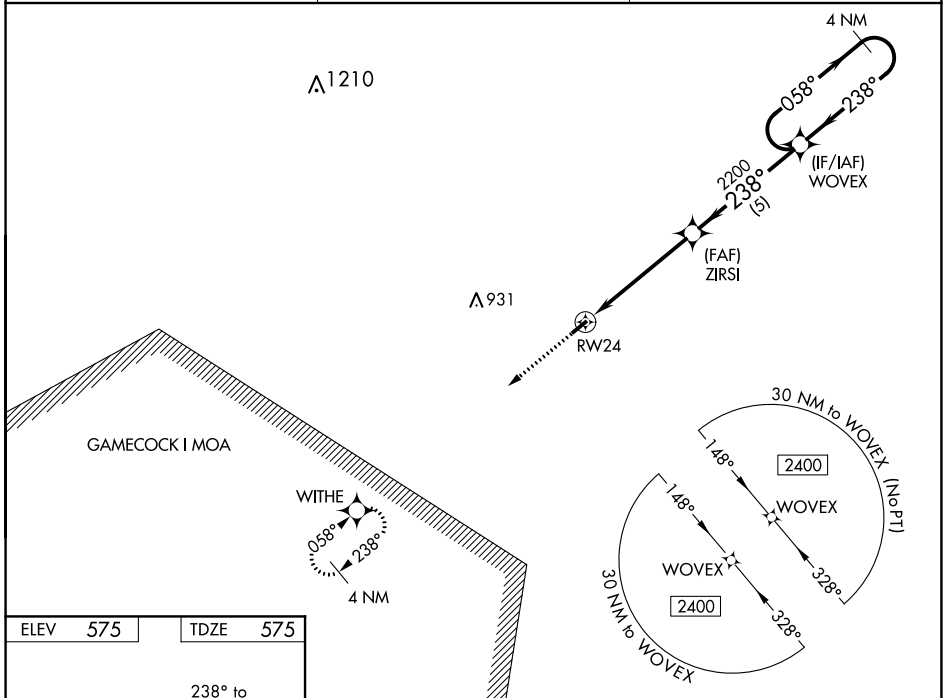 4 NM
1210
058°
238°
(IF/IAF)
WOVEX
2200
238°
(5)
(FAF)
ZIRSI
931
RW24
30 NM to WOVEX (No PT)
GAMECOCK I MOA
148°
2400
148°
WITHE
WOVEX
058°
238°
WOVEX
328°
4 NM
2400
30 NM to WOVEX
328°
ELEV 575
TDZE 575
238° to